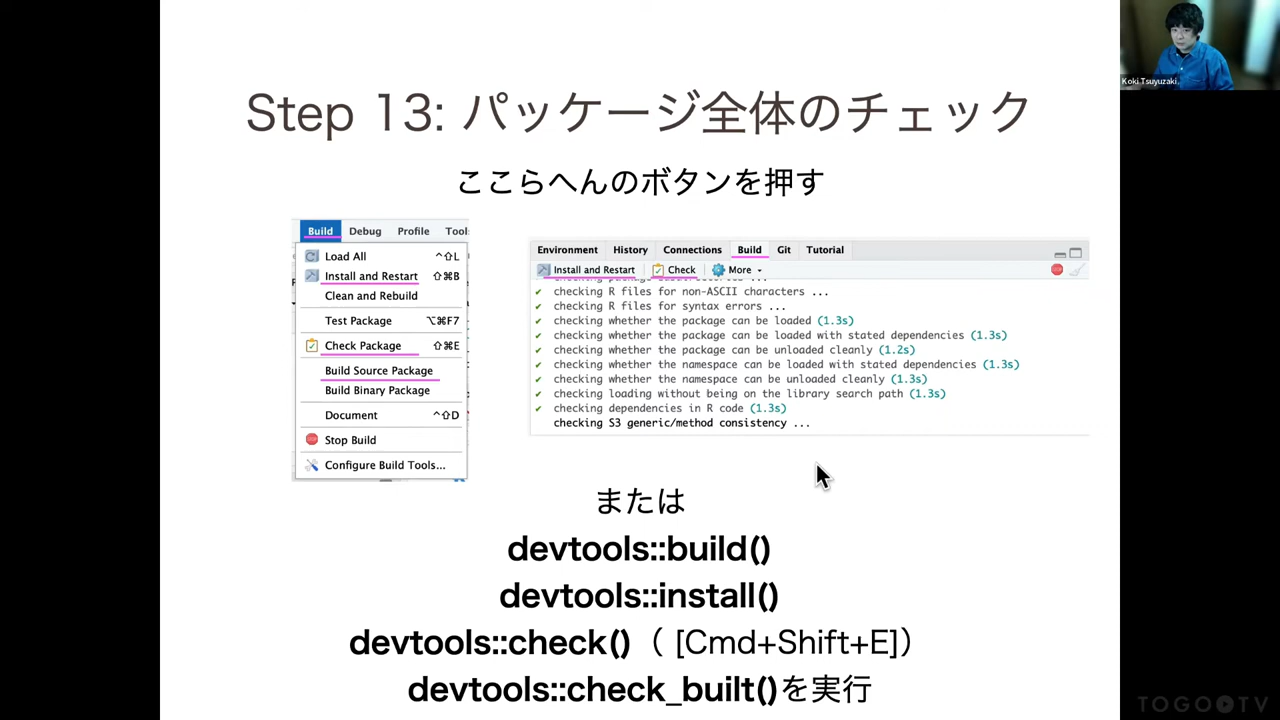 Koki Tsuyuzaki
Step 13: パッケージ全体のチェック
ここらへんのボタンを押す
Build Debug Profile Tool
Load All ^⇧L
Install and Restart ⇧⌘B
Clean and Rebuild
Test Package ⌥⌘F7
Check Package ⇧⌘E
Build Source Package
Build Binary Package
Document ^⇧D
Stop Build
Configure Build Tools...
Environment History Connections Build Git Tutorial
Install and Restart Check More
✔ checking R files for non-ASCII characters ...
✔ checking R files for syntax errors ...
✔ checking whether the package can be loaded (1.3s)
✔ checking whether the package can be loaded with stated dependencies (1.3s)
✔ checking whether the package can be unloaded cleanly (1.2s)
✔ checking whether the namespace can be loaded with stated dependencies (1.3s)
✔ checking whether the namespace can be unloaded cleanly (1.3s)
✔ checking loading without being on the library search path (1.3s)
✔ checking dependencies in R code (1.3s)
checking S3 generic/method consistency ...
または
devtools::build()
devtools::install()
devtools::check()（ [Cmd+Shift+E]）
devtools::check_built()を実行
TOGO TV